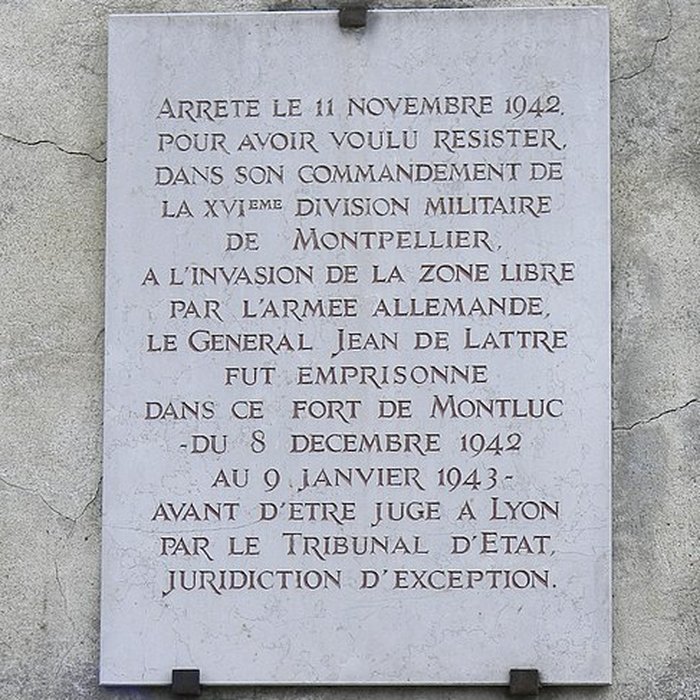 ARRETE LE 11 NOVEMBRE 1942,
POUR AVOIR VOULU RESISTER,
DANS SON COMMANDEMENT DE
LA XVIEME DIVISION MILITAIRE
DE MONTPELLIER,
A L'INVASION DE LA ZONE LIBRE
PAR L'ARMEE ALLEMANDE,
LE GENERAL JEAN DE LATTRE
FUT EMPRISONNE
DANS CE FORT DE MONTLUC
-DU 8 DECEMBRE 1942
AU 9 JANVIER 1943-
AVANT D'ETRE JUGE A LYON
PAR LE TRIBUNAL D'ETAT,
JURIDICTION D'EXCEPTION.